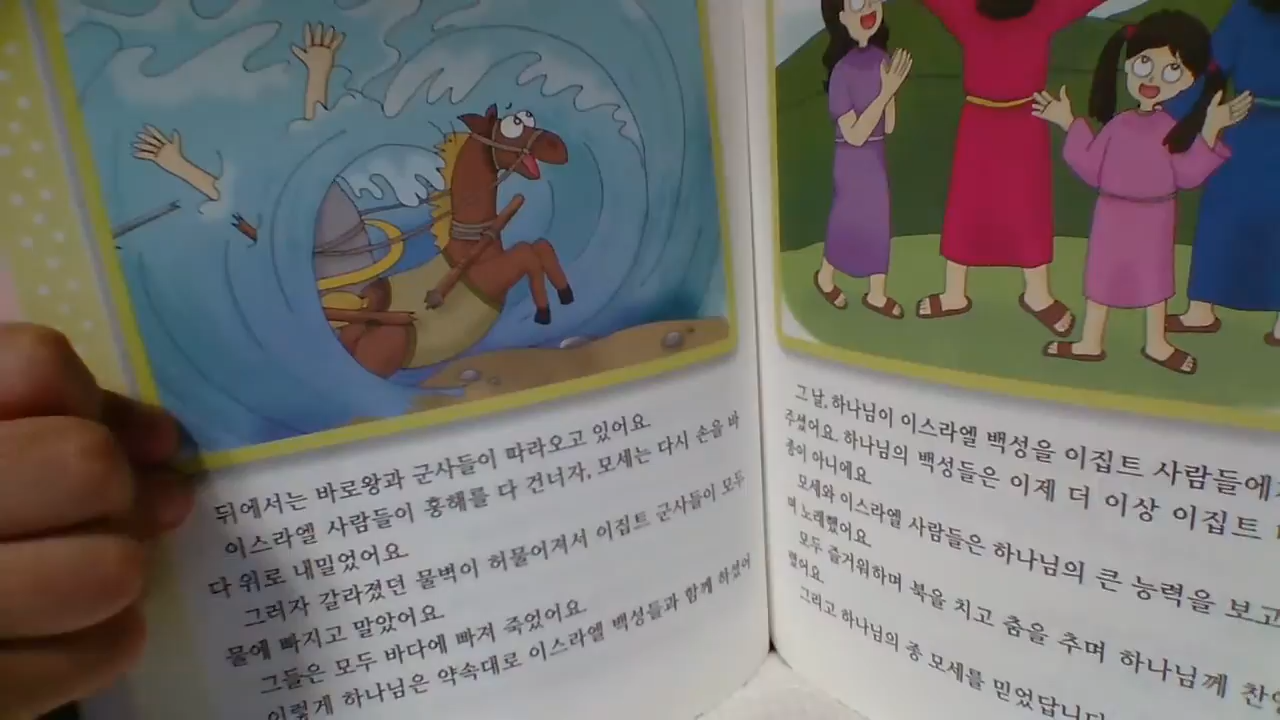 뒤에서는 바로왕과 군사들이 따라오고 있어요.
이스라엘 사람들이 홍해를 다 건너자, 모세는 다시 손을 바
다 위로 내밀었어요.
그러자 갈라졌던 물벽이 허물어져서 이집트 군사들이 모두
물에 빠지고 말았어요.
그들은 모두 바다에 빠져 죽었어요.
이렇게 하나님은 약속대로 이스라엘 백성들과 함께 하셨어
그 날, 하나님이 이스라엘 백성을 이집트 사람들에게
주셨어요. 하나님의 백성들은 이제 더 이상 이집트
종이 아니에요.
모세와 이스라엘 사람들은 하나님의 큰 능력을 보고
며 노래했어요.
모두 즐거워하며 북을 치고 춤을 추며 하나님께 찬양
했어요.
그리고 하나님의 종 모세를 믿었답니다